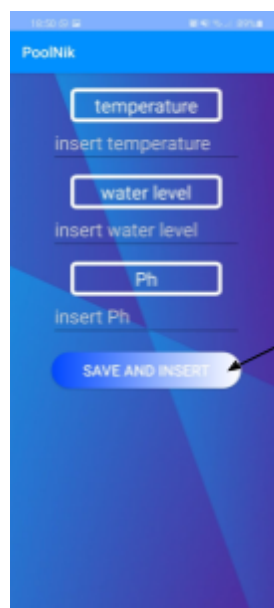 PoolNik
temperature
insert temperature
water level
insert water level
Ph
insert Ph
SAVE AND INSERT